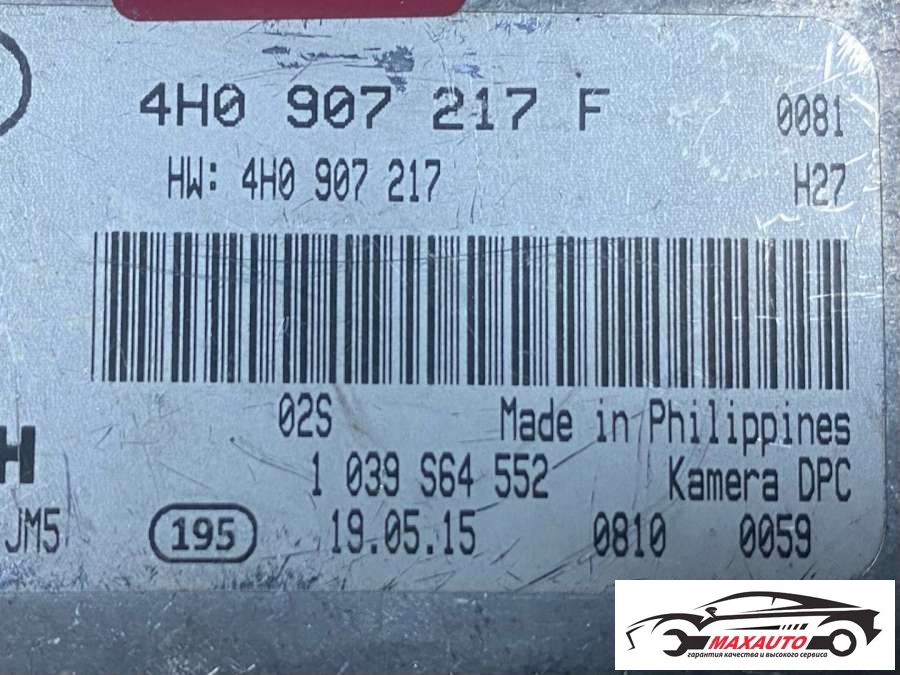 4H0 907 217 F 0081
HW: 4H0 907 217 H27
02S Made in Philippines
H
1 039 S64 552 Kamera DPC
JM5 195 19.05.15 0810 0059
MAXAUTO
гарантия качества и высокого сервиса